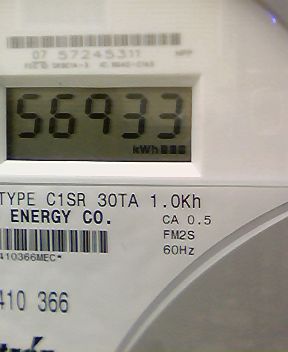 07 57245311
56933
kWh
TYPE C1SR 30TA 1.0Kh
ENERGY CO.
CA 0.5
FM2S
60Hz
410366MEC*
410 366